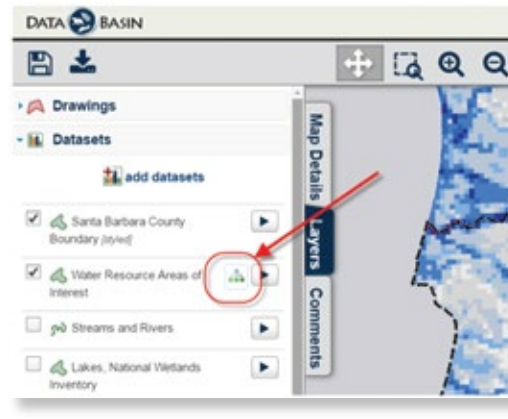 DATA BASIN
Drawings
Datasets
add datasets
Santa Barbara County
Boundary [styled]
Water Resource Areas of
Interest
Streams and Rivers
Lakes, National Wetlands
Inventory
Map Details
Layers
Comments